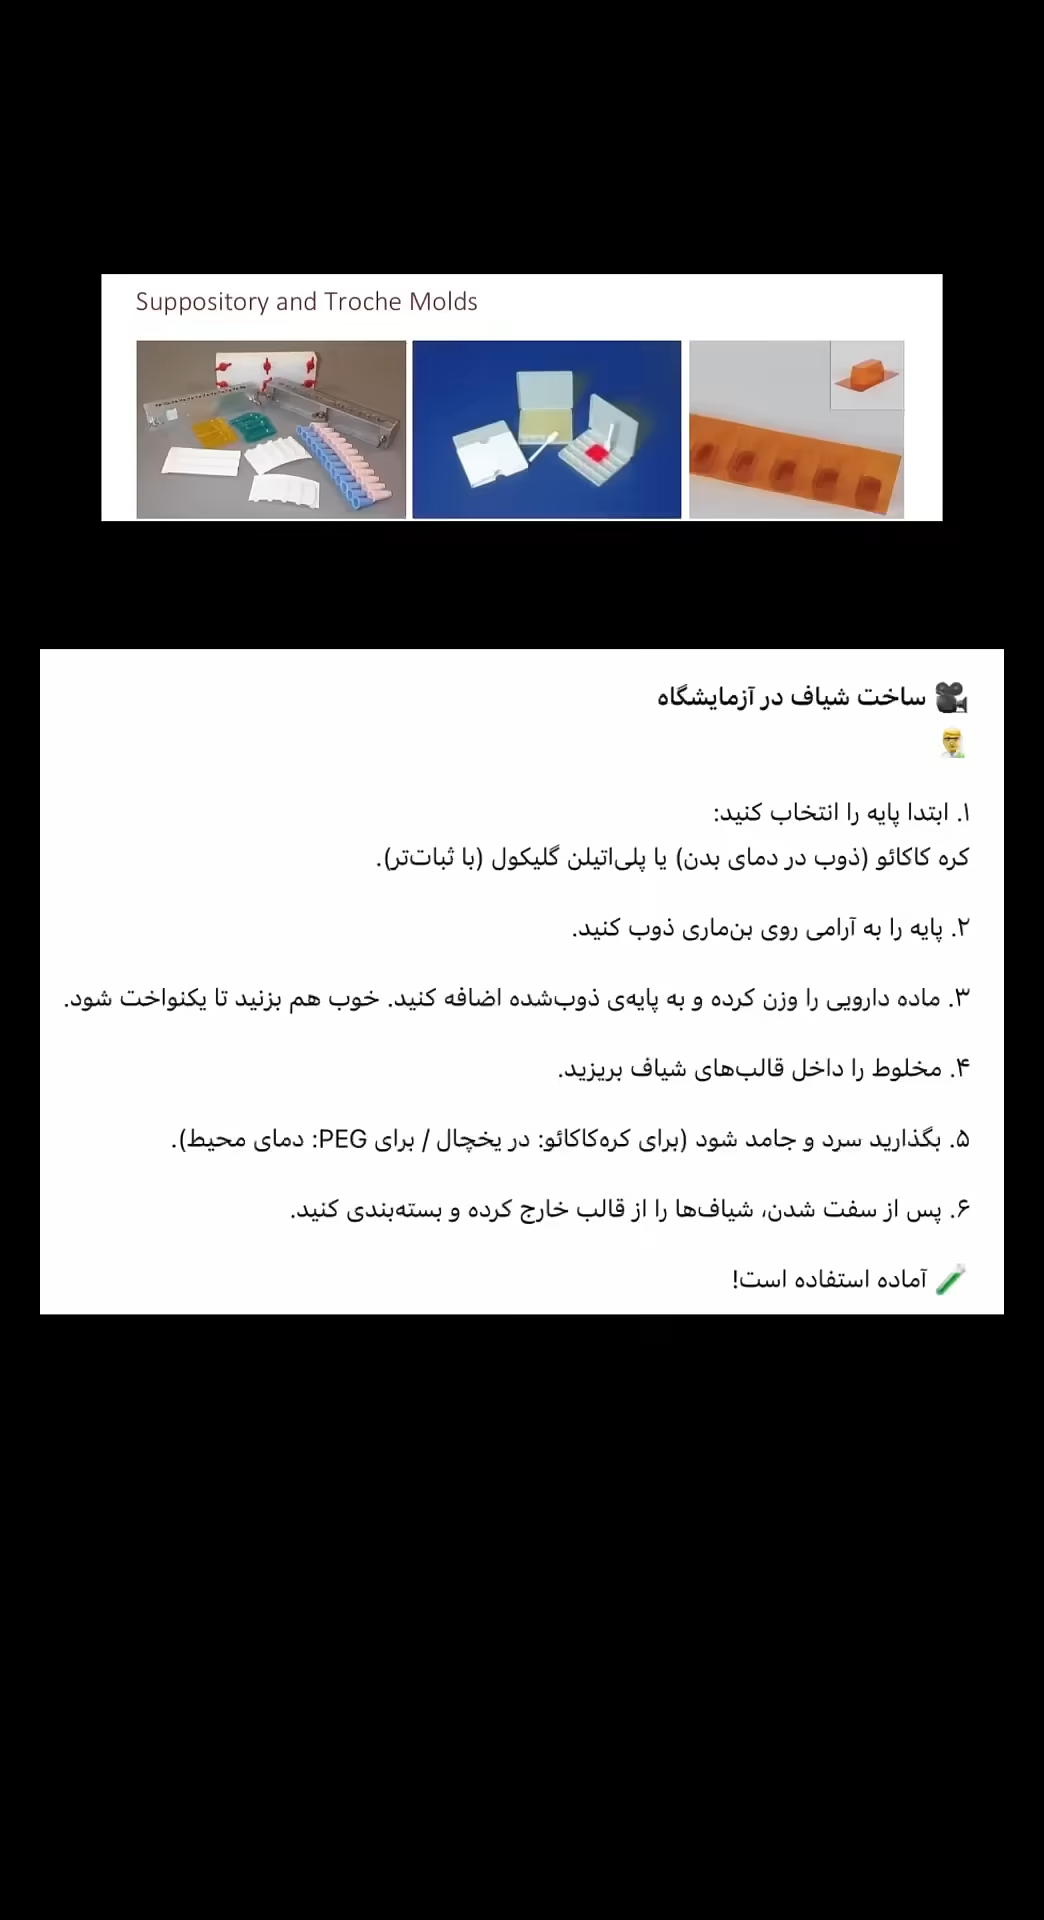 Suppository and Troche Molds
🎥 ساخت شیاف در آزمایشگاه
👨‍🔬
۱. ابتدا پایه را انتخاب کنید:
کره کاکائو (ذوب در دمای بدن) یا پلی‌اتیلن گلیکول (با ثبات‌تر).
۲. پایه را به آرامی روی بن‌ماری ذوب کنید.
۳. ماده دارویی را وزن کرده و به پایه‌ی ذوب‌شده اضافه کنید. خوب هم بزنید تا یکنواخت شود.
۴. مخلوط را داخل قالب‌های شیاف بریزید.
۵. بگذارید سرد و جامد شود (برای کره‌کاکائو: در یخچال / برای PEG: دمای محیط).
۶. پس از سفت شدن، شیاف‌ها را از قالب خارج کرده و بسته‌بندی کنید.
🧪 آماده استفاده است!